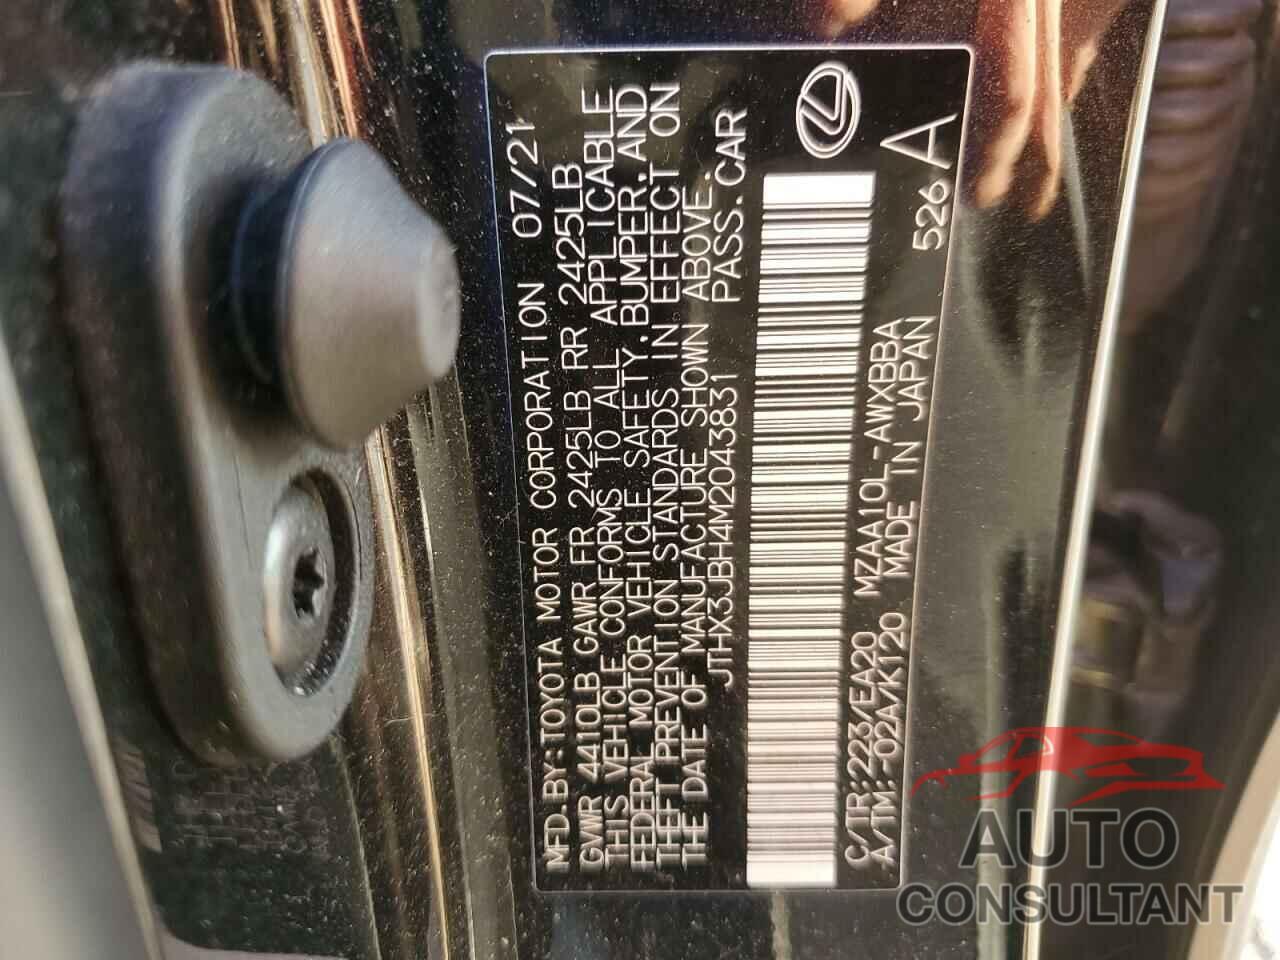 MFD.BY:TOYOTA MOTOR CORPORATION 07/21
GVWR 4410LB GAWR FR 2425LB RR 2425LB
THIS VEHICLE CONFORMS TO ALL APPLICABLE
FEDERAL MOTOR VEHICLE SAFETY,BUMPER,AND
THEFT PREVENTION STANDARDS IN EFFECT ON
THE DATE OF MANUFACTURE SHOWN ABOVE.
JTHX3JBH4M2043831 PASS.CAR
C/TR:223/EA20 MZAA10L-AWXBBA
A/TM:-02A/K120 MADE IN JAPAN 526A
AUTO
CONSULTANT